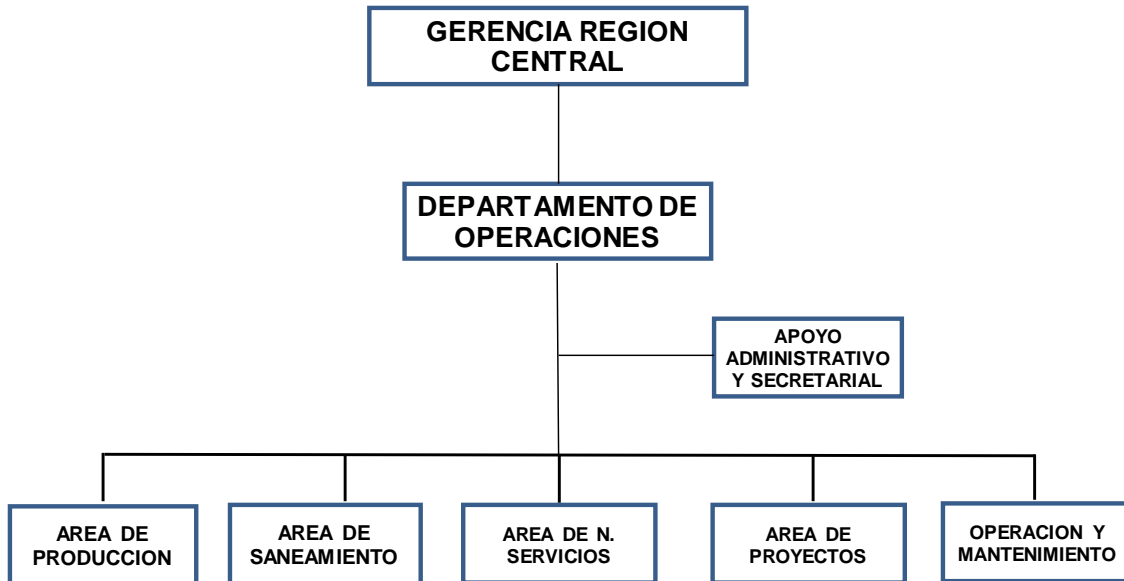 GERENCIA REGION
CENTRAL
DEPARTAMENTO DE
OPERACIONES
APOYO
ADMINISTRATIVO
Y SECRETARIAL
AREA DE
PRODUCCION
AREA DE
SANEAMIENTO
AREA DE N.
SERVICIOS
AREA DE
PROYECTOS
OPERACION Y
MANTENIMIENTO